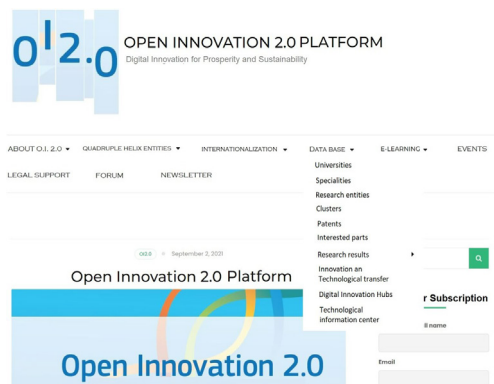 OI2.0
OPEN INNOVATION 2.0 PLATFORM
Digital Innovation for Prosperity and Sustainability
ABOUT O.I. 2.0
QUADRUPLE HELIX ENTITIES
INTERNATIONALIZATION
DATA BASE
E-LEARNING
EVENTS
LEGAL SUPPORT
FORUM
NEWSLETTER
Universities
Specialities
Research entities
Clusters
Patents
Interested parts
Research results
Innovation an
Technological transfer
Digital Innovation Hubs
Technological
information center
OI2.0
September 2, 2021
Open Innovation 2.0 Platform
Open Innovation 2.0
r Subscription
ll name
Email